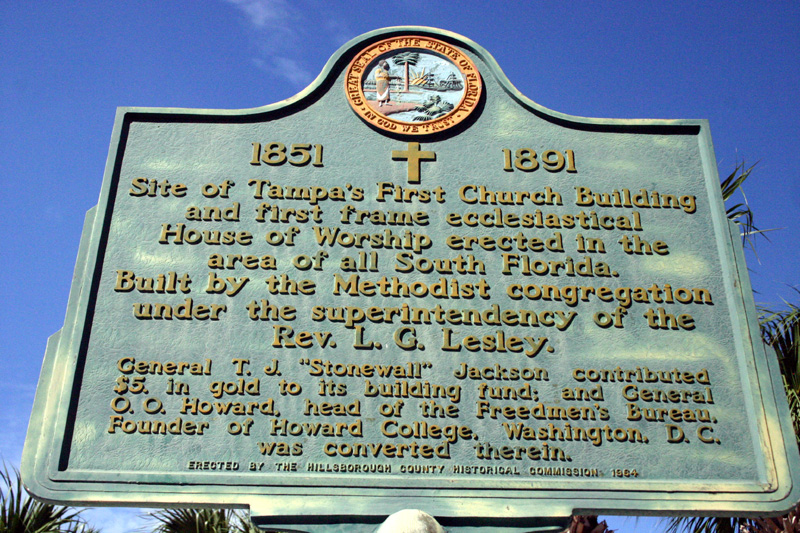 GREAT SEAL OF THE STATE OF FLORIDA
IN GOD WE TRUST
1851 1891
Site of Tampa's First Church Building
and first frame ecclesiastical
House of Worship erected in the
area of all South Florida.
Built by the Methodist congregation
under the superintendency of the
Rev. L. G. Lesley.
General T. J. "Stonewall" Jackson contributed
$5. in gold to its building fund; and General
O. O. Howard, head of the Freedmen's Bureau.
Founder of Howard College, Washington, D. C.
was converted therein.
ERECTED BY THE HILLSBOROUGH COUNTY HISTORICAL COMMISSION 1964